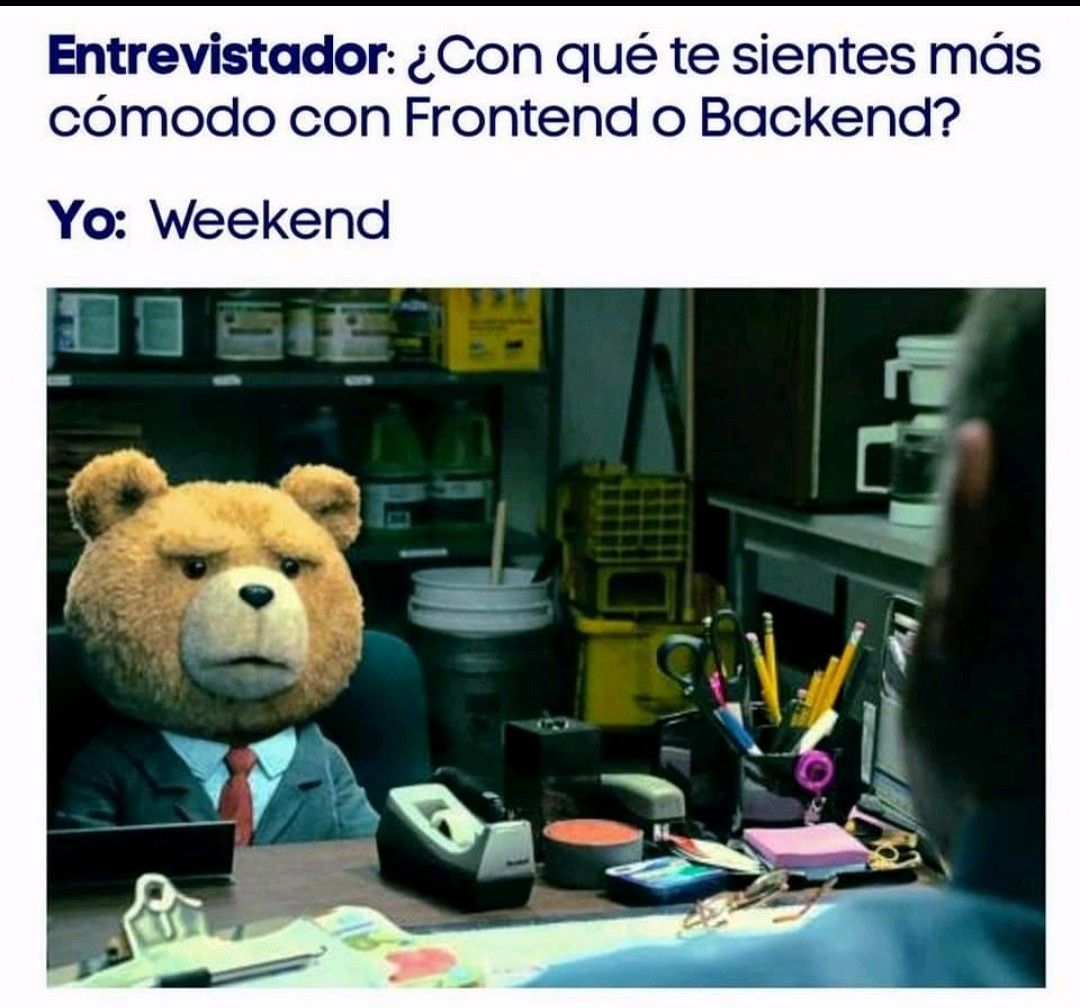 Entrevistador: ¿Con qué te sientes más
cómodo con Frontend o Backend?
Yo: Weekend